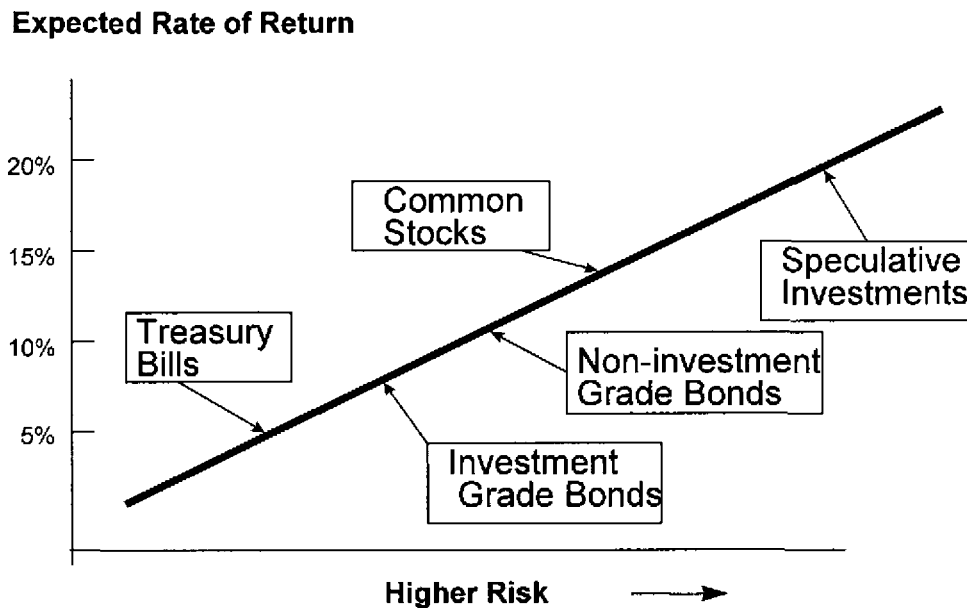 Expected Rate of Return
20%
Common
Stocks
15%
Speculative
Investments
Treasury
Bills
10%
Non-investment
Grade Bonds
5%
Investment
Grade Bonds
Higher Risk